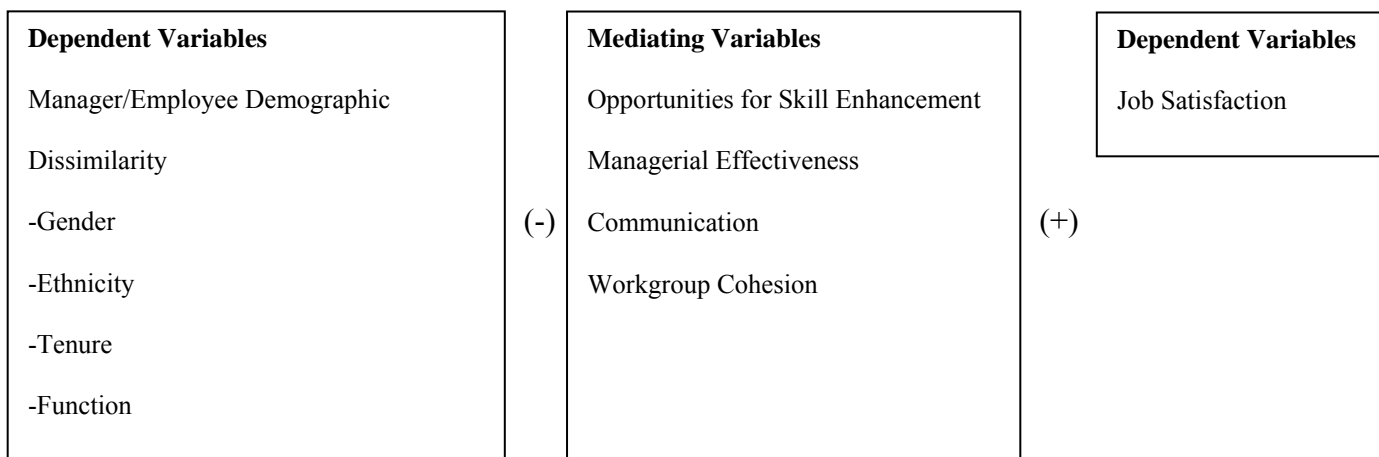 Dependent Variables
Manager/Employee Demographic
Dissimilarity
-Gender
-Ethnicity
-Tenure
-Function
(-)
Mediating Variables
Opportunities for Skill Enhancement
Managerial Effectiveness
Communication
Workgroup Cohesion
(+)
Dependent Variables
Job Satisfaction